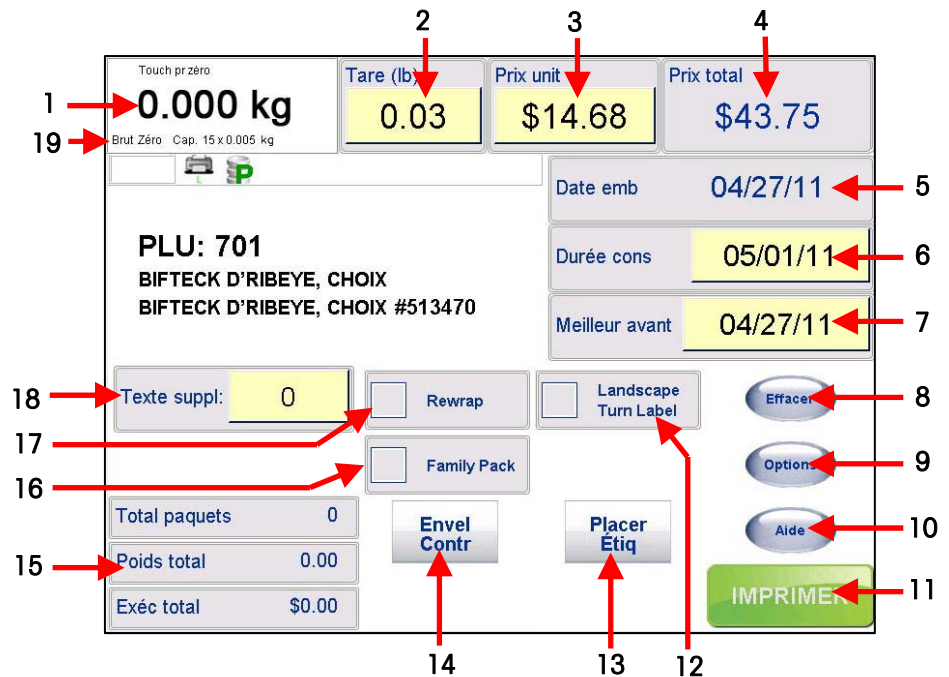 2
3
4
Touch pr zèro
0.000 kg
Brut Zéro Cap. 15 x 0.005 kg
1
19
Tare (lb)
0.03
Prix unit
$14.68
Prix total
$43.75
L
P
Date emb 04/27/11
5
PLU: 701
BIFTECK D'RIBEYE, CHOIX
BIFTECK D'RIBEYE, CHOIX #513470
Durée cons 05/01/11
6
Meilleur avant 04/27/11
7
18
Texte suppl: 0
17
Rewrap
Landscape
Turn Label
12
Effacer
8
16
Family Pack
Options
9
Total paquets 0
15
Poids total 0.00
Exéc total $0.00
Envel
Contr
14
Placer
Étiq
13
Aide
10
IMPRIMER
11